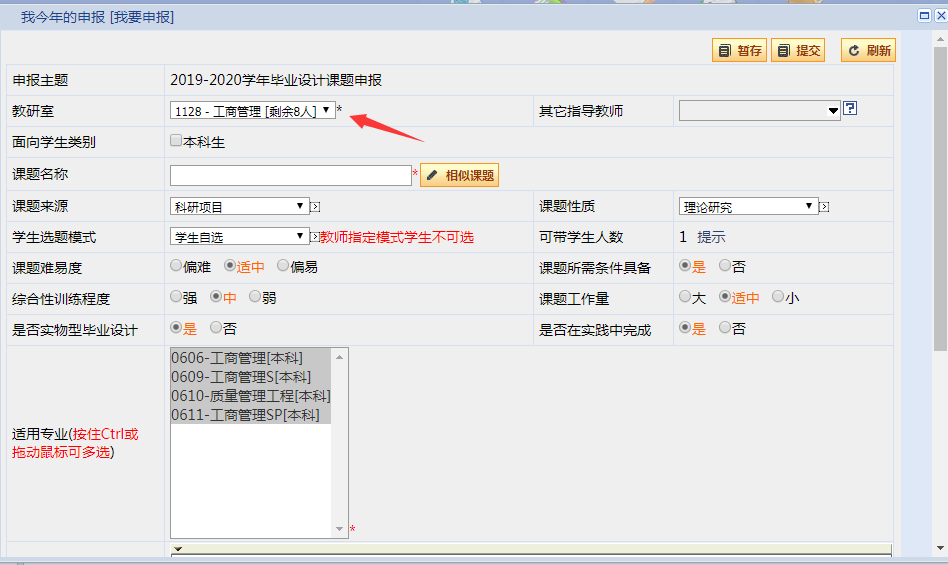 我今年的申报 [我要申报]
暂存 提交 刷新
申报主题 2019-2020学年毕业设计课题申报
教研室 1128 - 工商管理 [剩余8人] * 其它指导教师 ?
面向学生类别 本科生
课题名称 * 相似课题
课题来源 科研项目 课题性质 理论研究
学生选题模式 学生自选 教师指定模式学生不可选 可带学生人数 1 提示
课题难易度 偏难 适中 偏易 课题所需条件具备 是 否
综合性训练程度 强 中 弱 课题工作量 大 适中 小
是否实物型毕业设计 是 否 是否在实践中完成 是 否
0606-工商管理[本科]
0609-工商管理S[本科]
0610-质量管理工程[本科]
0611-工商管理SP[本科]
适用专业(按住Ctrl或
拖动鼠标可多选)
*